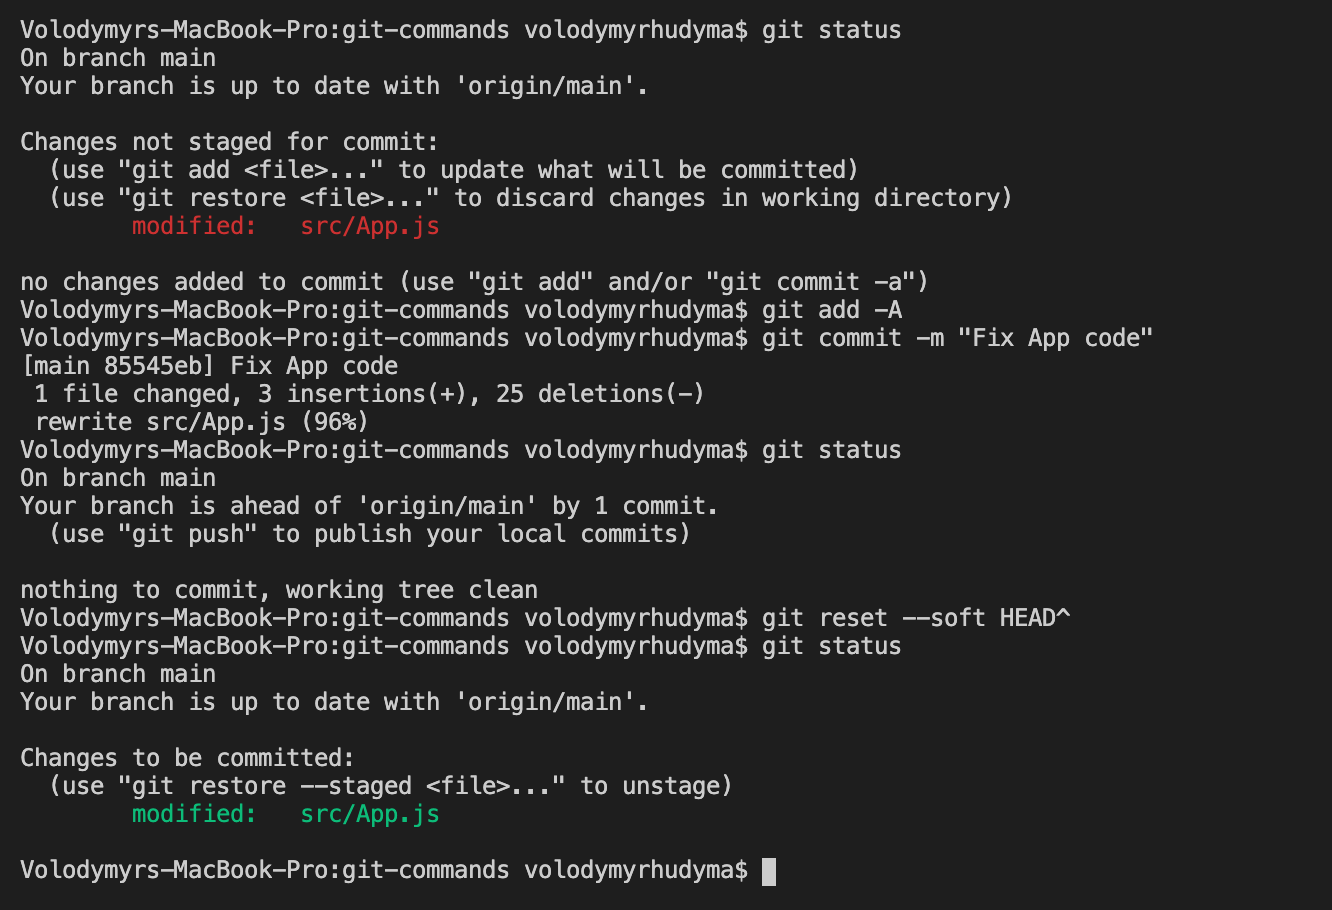 Volodymyrs-MacBook-Pro:git-commands volodymyrhudyma$ git status
On branch main
Your branch is up to date with 'origin/main'.

Changes not staged for commit:
  (use "git add <file>..." to update what will be committed)
  (use "git restore <file>..." to discard changes in working directory)
        modified:   src/App.js

no changes added to commit (use "git add" and/or "git commit -a")
Volodymyrs-MacBook-Pro:git-commands volodymyrhudyma$ git add -A
Volodymyrs-MacBook-Pro:git-commands volodymyrhudyma$ git commit -m "Fix App code"
[main 85545eb] Fix App code
 1 file changed, 3 insertions(+), 25 deletions(-)
 rewrite src/App.js (96%)
Volodymyrs-MacBook-Pro:git-commands volodymyrhudyma$ git status
On branch main
Your branch is ahead of 'origin/main' by 1 commit.
  (use "git push" to publish your local commits)

nothing to commit, working tree clean
Volodymyrs-MacBook-Pro:git-commands volodymyrhudyma$ git reset --soft HEAD^
Volodymyrs-MacBook-Pro:git-commands volodymyrhudyma$ git status
On branch main
Your branch is up to date with 'origin/main'.

Changes to be committed:
  (use "git restore --staged <file>..." to unstage)
        modified:   src/App.js

Volodymyrs-MacBook-Pro:git-commands volodymyrhudyma$